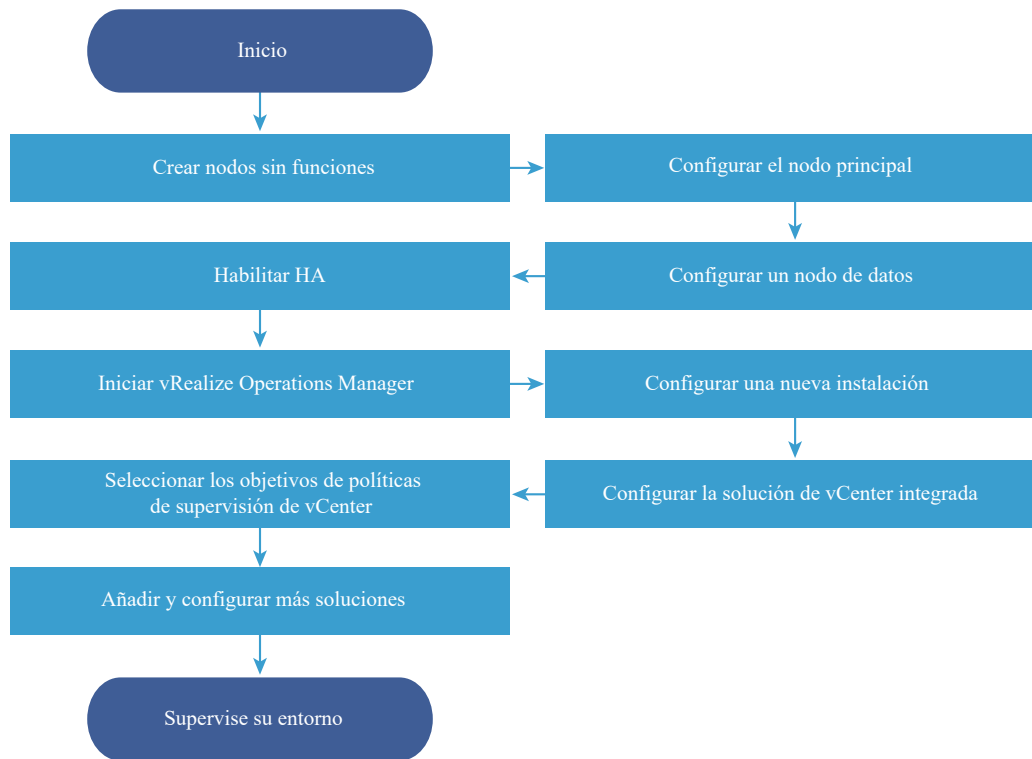 Inicio
Crear nodos sin funciones
Configurar el nodo principal
Configurar un nodo de datos
Habilitar HA
Iniciar vRealize Operations Manager
Configurar una nueva instalación
Configurar la solución de vCenter integrada
Seleccionar los objetivos de políticas
de supervisión de vCenter
Añadir y configurar más soluciones
Supervise su entorno